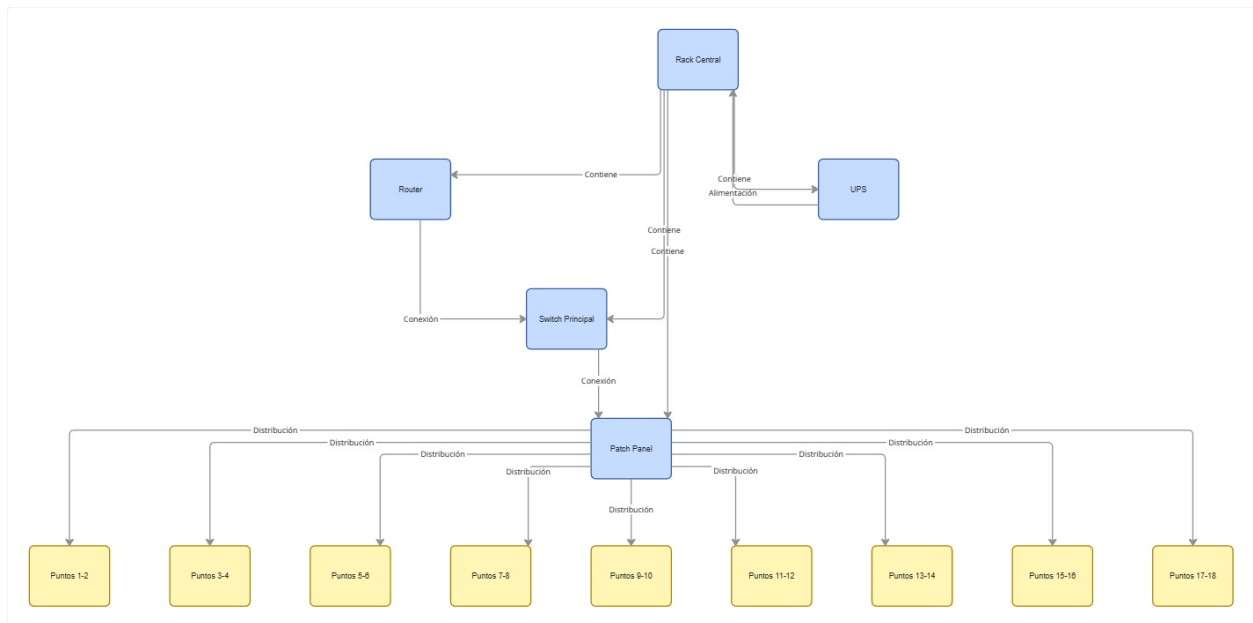 Rack Central
Contiene
Router
Contiene
Alimentación
UPS
Contiene
Contiene
Switch Principal
Conexión
Conexión
Patch Panel
Distribución
Distribución
Distribución
Distribución
Distribución
Distribución
Distribución
Distribución
Distribución
Puntos 1-2
Puntos 3-4
Puntos 5-6
Puntos 7-8
Puntos 9-10
Puntos 11-12
Puntos 13-14
Puntos 15-16
Puntos 17-18